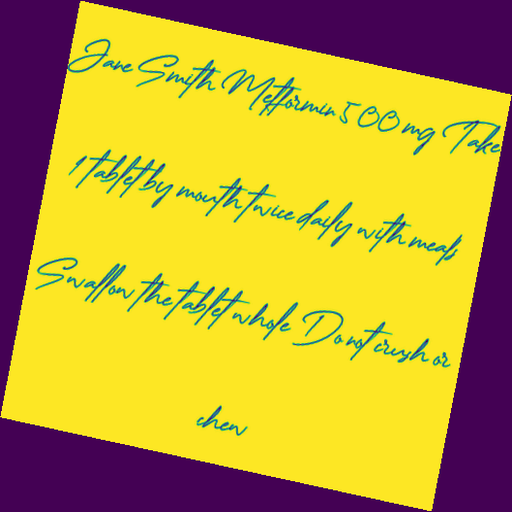 Jane Smith Metformin 500 mg Take
1 tablet by mouth twice daily with meals
Swallow the tablet whole Do not crush or
chew